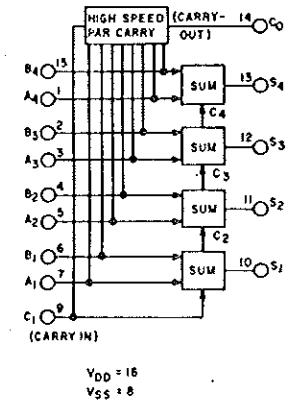 HIGH SPEED
PAR CARRY
(CARRY-
OUT)
14
C0
B4 15
SUM
13 S4
A4 1
C4
B3 2
SUM
12 S3
A3 3
C3
B2 4
SUM
11 S2
A2 5
C2
B1 6
SUM
10 S1
A1 7
C1 9
(CARRY IN)
VDD = 16
VSS = 8